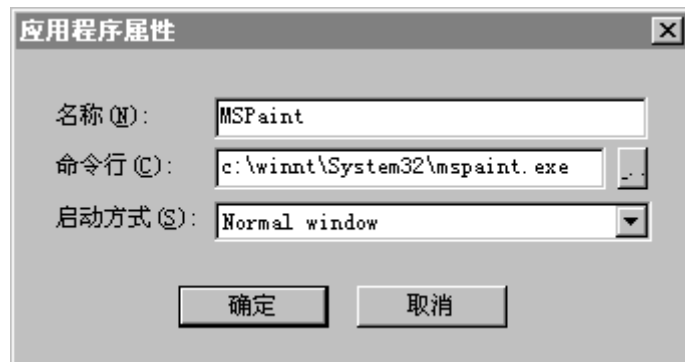 应用程序属性
名称(N): MSPaint
命令行(C): c:\winnt\System32\mspaint.exe ...
启动方式(S): Normal window
确定 取消